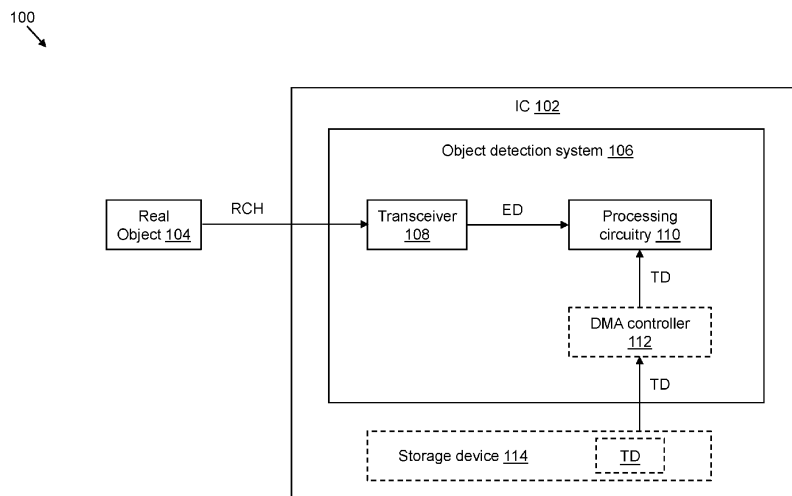 100
IC 102
Object detection system 106
Real
Object 104
RCH
Transceiver
108
ED
Processing
circuitry 110
TD
DMA controller
112
TD
Storage device 114
TD